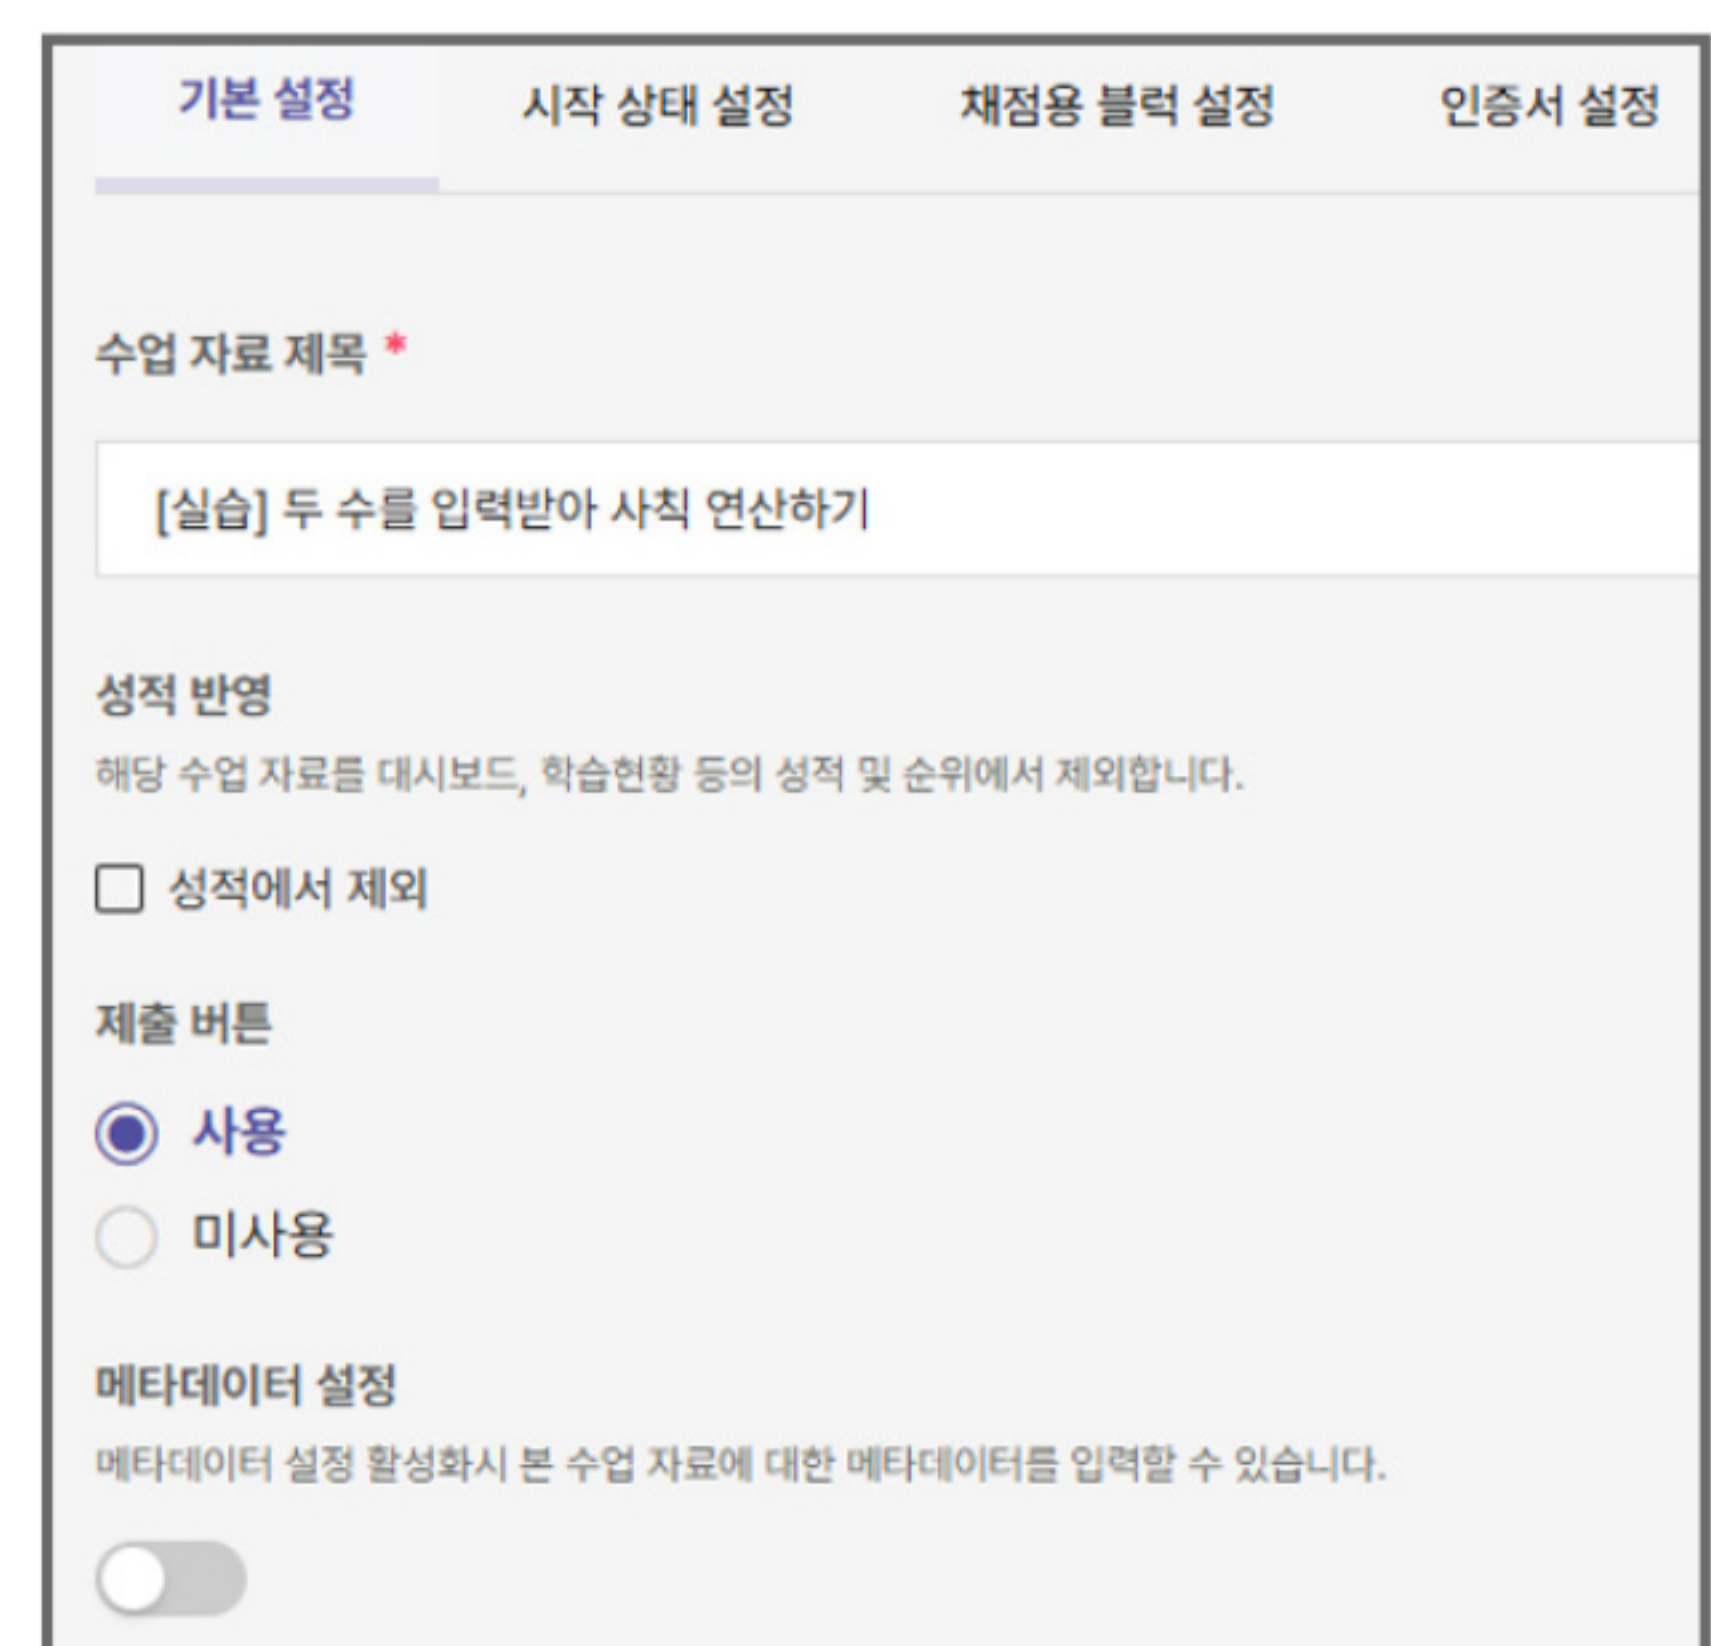 기본 설정 시작 상태 설정 채점용 블럭 설정 인증서 설정
수업 자료 제목 *
[실습] 두 수를 입력받아 사칙 연산하기
성적 반영
해당 수업 자료를 대시보드, 학습현황 등의 성적 및 순위에서 제외합니다.
성적에서 제외
제출 버튼
사용
미사용
메타데이터 설정
메타데이터 설정 활성화시 본 수업 자료에 대한 메타데이터를 입력할 수 있습니다.